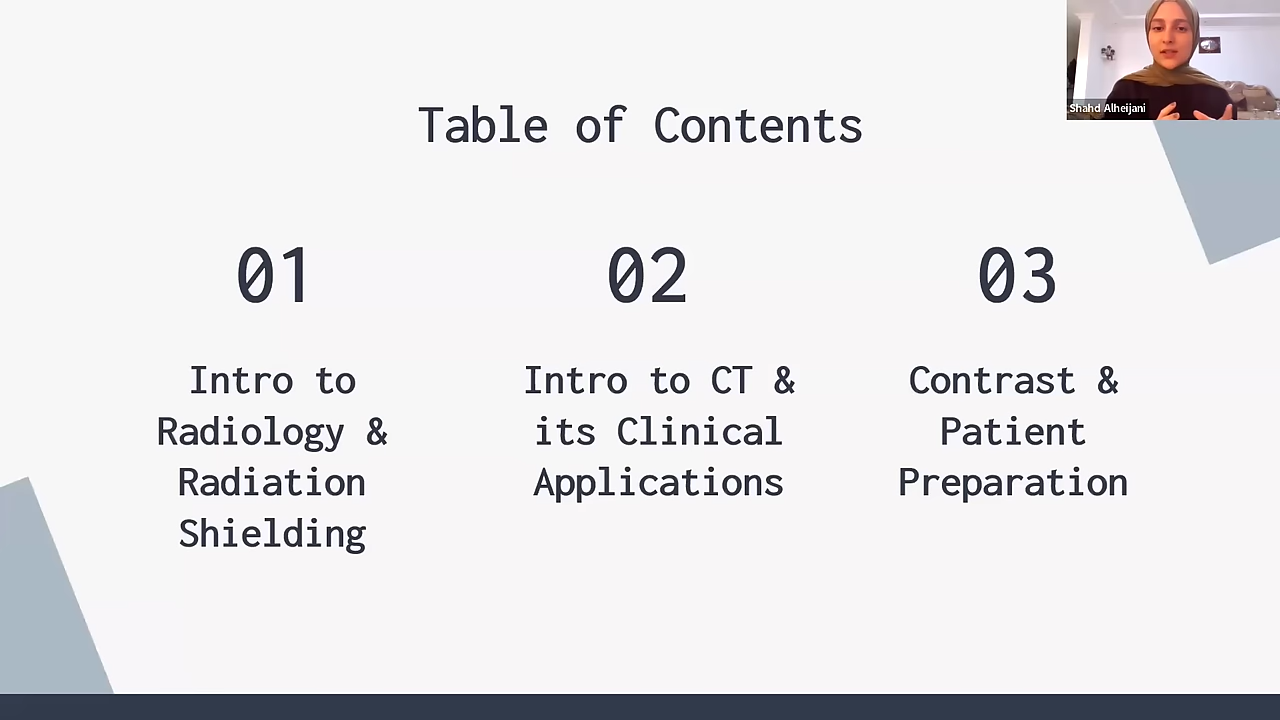 Shahd Alheijani
Table of Contents
01
Intro to
Radiology &
Radiation
Shielding
02
Intro to CT &
its Clinical
Applications
03
Contrast &
Patient
Preparation